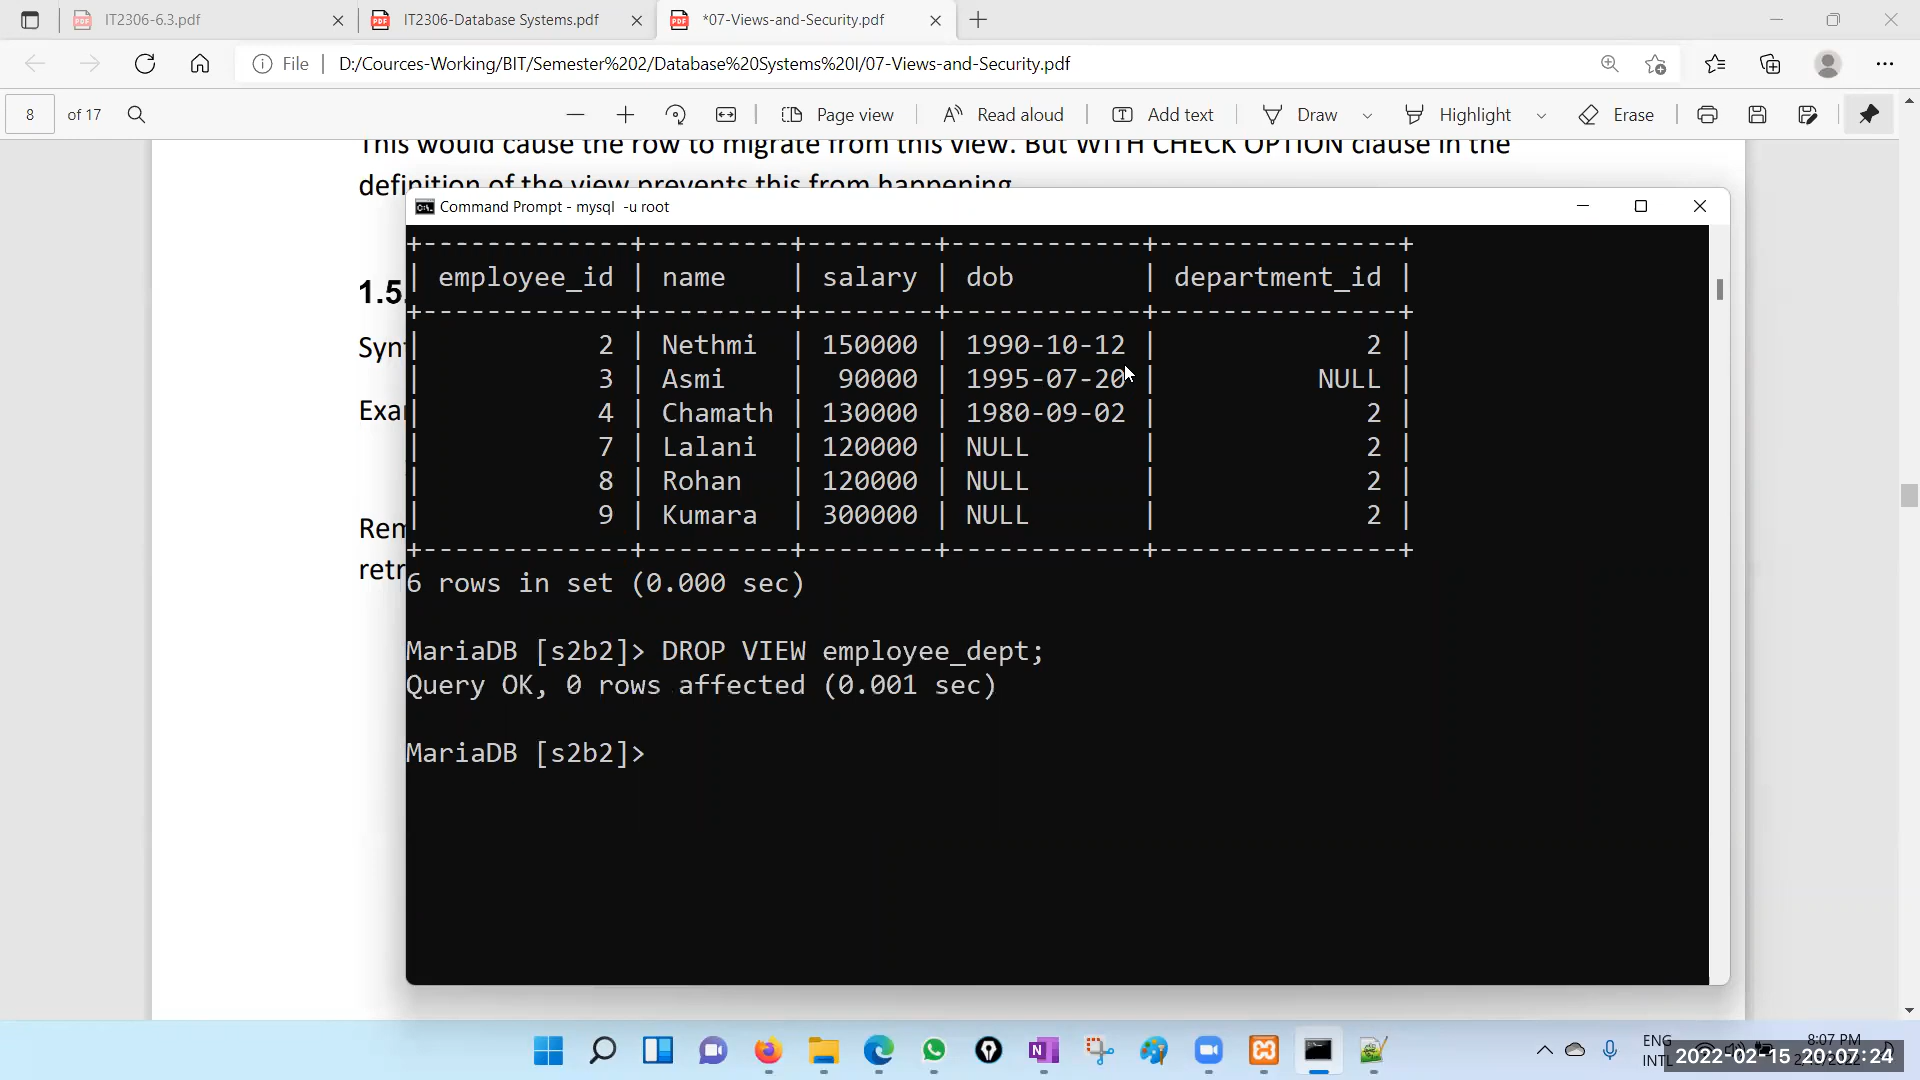 IT2306-6.3.pdf
IT2306-Database Systems.pdf
*07-Views-and-Security.pdf
File
D:/Cources-Working/BIT/Semester%202/Database%20Systems%20I/07-Views-and-Security.pdf
8 of 17
Page view
Read aloud
Add text
Draw
Highlight
Erase
This would cause the row to migrate from this view. But WITH CHECK OPTION clause in the
definition of the view prevents this from happening
1.5
Command Prompt - mysql -u root
+-------------+---------+--------+------------+---------------+
| employee_id | name    | salary | dob        | department_id |
+-------------+---------+--------+------------+---------------+
|           2 | Nethmi  | 150000 | 1990-10-12 |             2 |
|           3 | Asmi    |  90000 | 1995-07-20 |          NULL |
|           4 | Chamath | 130000 | 1980-09-02 |             2 |
|           7 | Lalani  | 120000 | NULL       |             2 |
|           8 | Rohan   | 120000 | NULL       |             2 |
|           9 | Kumara  | 300000 | NULL       |             2 |
+-------------+---------+--------+------------+---------------+
6 rows in set (0.000 sec)
MariaDB [s2b2]> DROP VIEW employee_dept;
Query OK, 0 rows affected (0.001 sec)
MariaDB [s2b2]>
ENG
INTL
8:07 PM
2022-02-15 20:07:24